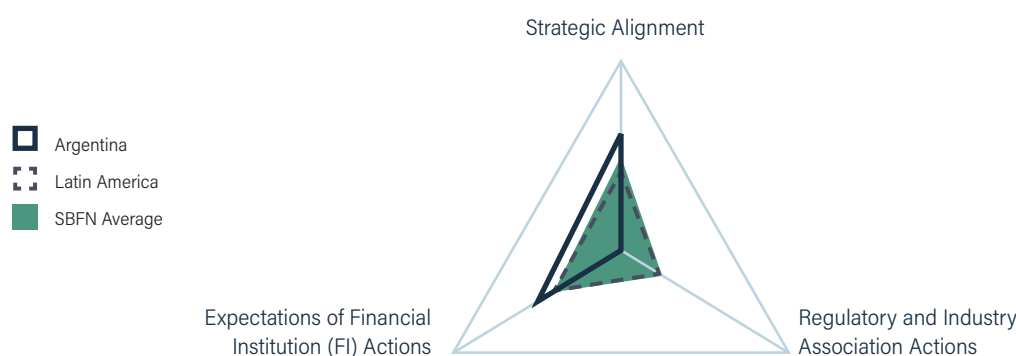 Strategic Alignment
Argentina
Latin America
SBFN Average
Expectations of Financial
Institution (FI) Actions
Regulatory and Industry
Association Actions